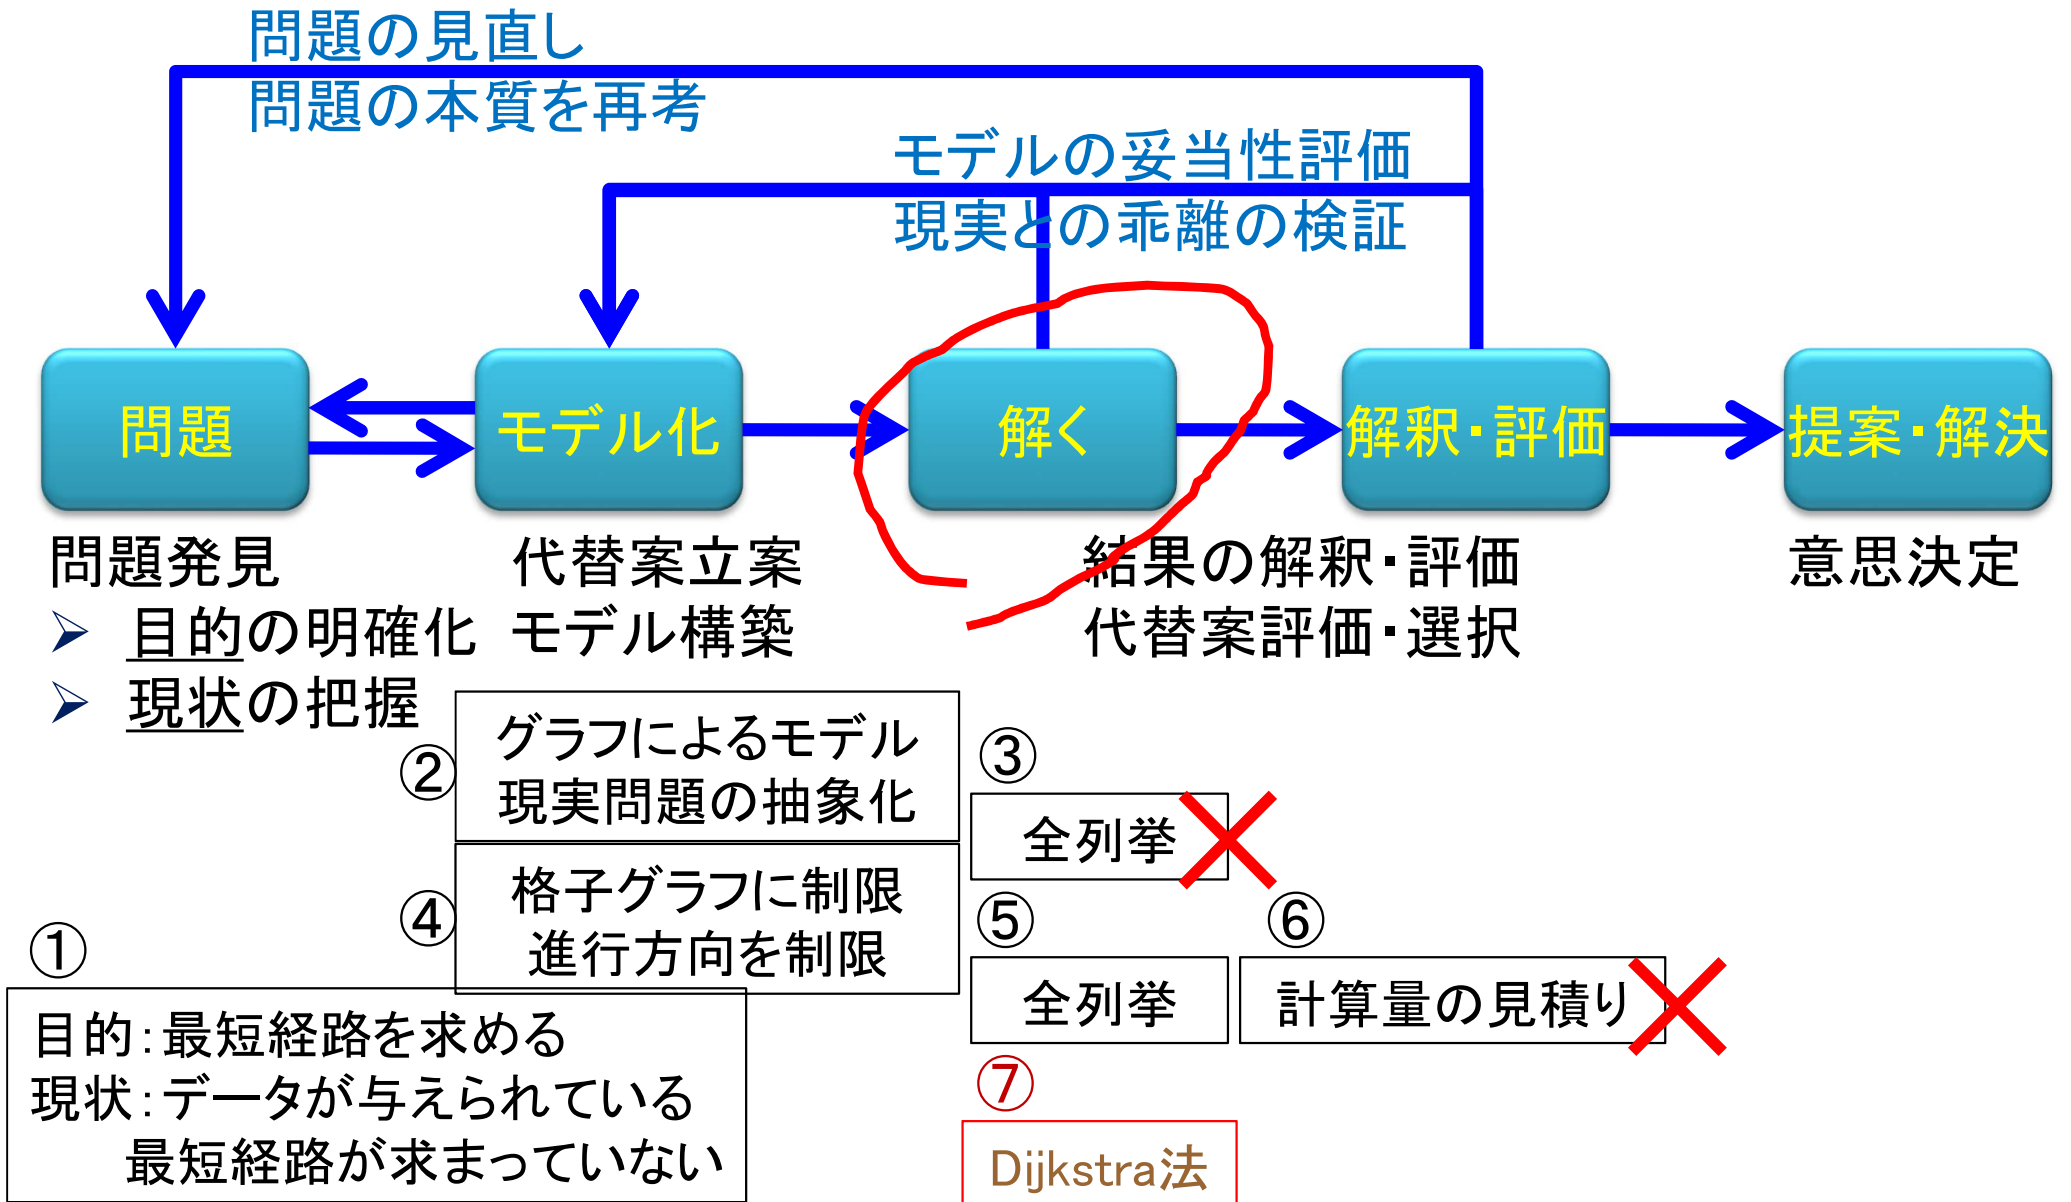 問題の見直し
問題の本質を再考
モデルの妥当性評価
現実との乖離の検証
問題
モデル化
解く
解釈・評価
提案・解決
問題発見
➢ 目的の明確化
➢ 現状の把握
代替案立案
モデル構築
結果の解釈・評価
代替案評価・選択
意思決定
①
目的:最短経路を求める
現状:データが与えられている
最短経路が求まっていない
②
グラフによるモデル
現実問題の抽象化
③
全列挙
④
格子グラフに制限
進行方向を制限
⑤
全列挙
⑥
計算量の見積り
⑦
Dijkstra法